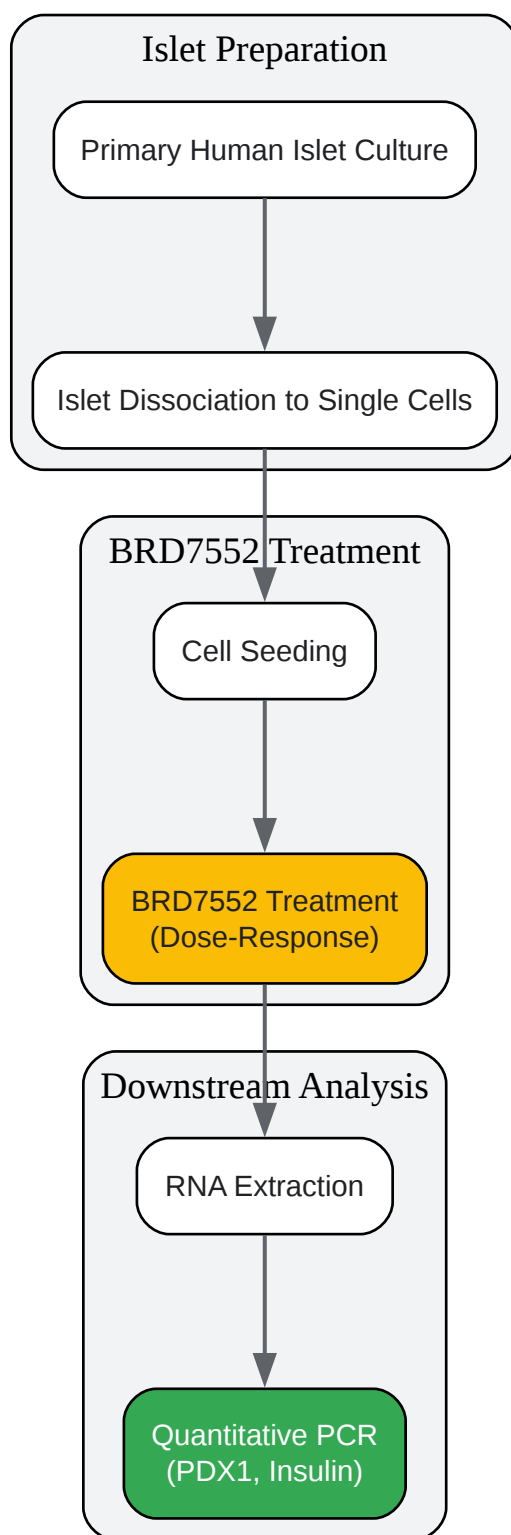 Islet Preparation
Primary Human Islet Culture
Islet Dissociation to Single Cells
BRD7552 Treatment
Cell Seeding
BRD7552 Treatment
(Dose-Response)
Downstream Analysis
RNA Extraction
Quantitative PCR
(PDX1, Insulin)